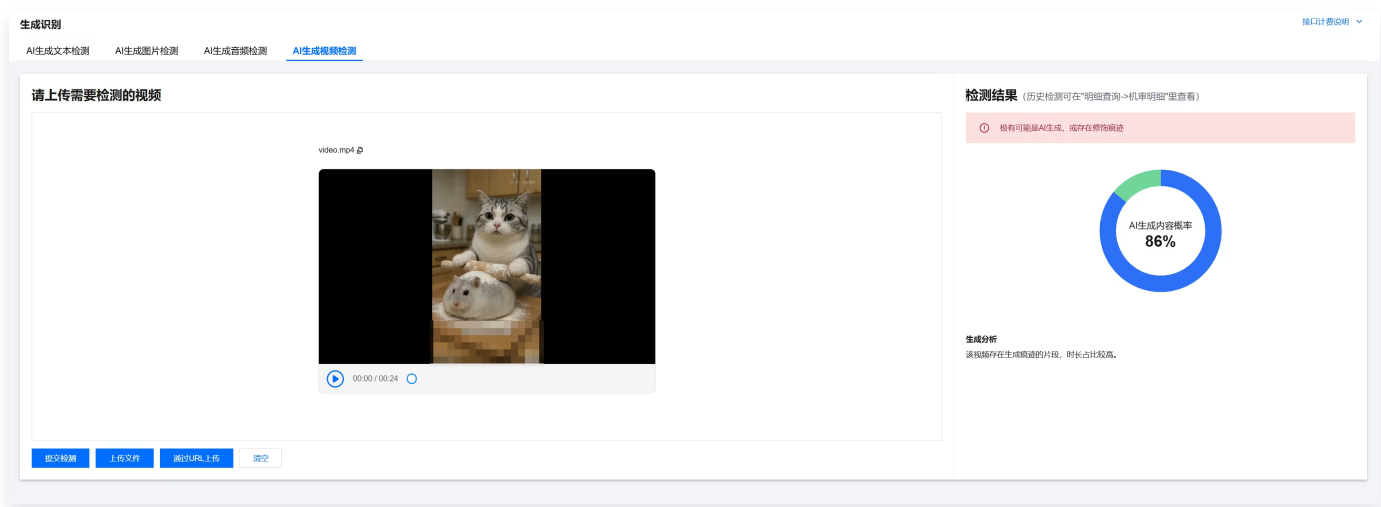 生成识别
接口计费说明
AI生成文本检测
AI生成图片检测
AI生成音频检测
AI生成视频检测
请上传需要检测的视频
video.mp4
00:00 / 00:24
提交检测
上传文件
通过URL上传
清空
检测结果（历史检测可在"明细查询->机审明细"里查看）
极有可能是AI生成，或存在修饰痕迹
AI生成内容概率
86%
生成分析
该视频存在生成痕迹的片段，时长占比较高。